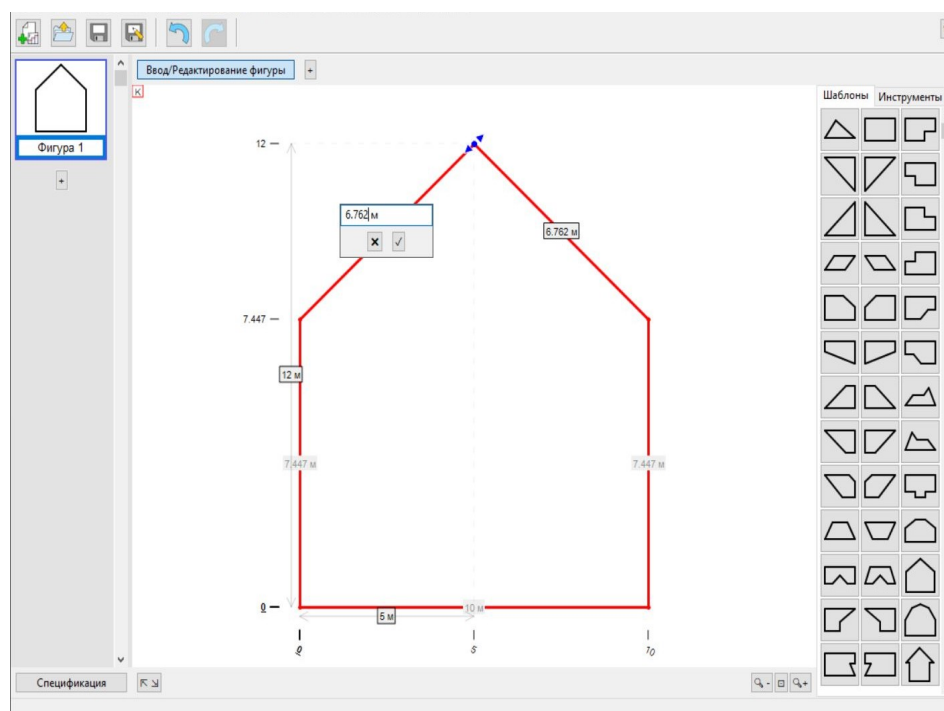 Ввод/Редактирование фигуры
+
K
Шаблоны
Инструменты
Фигура 1
+
12
6.762 м
6.762 м
7.447
12 м
7.447 м
7.447 м
0
5 м
10 м
0
5
10
Спецификация